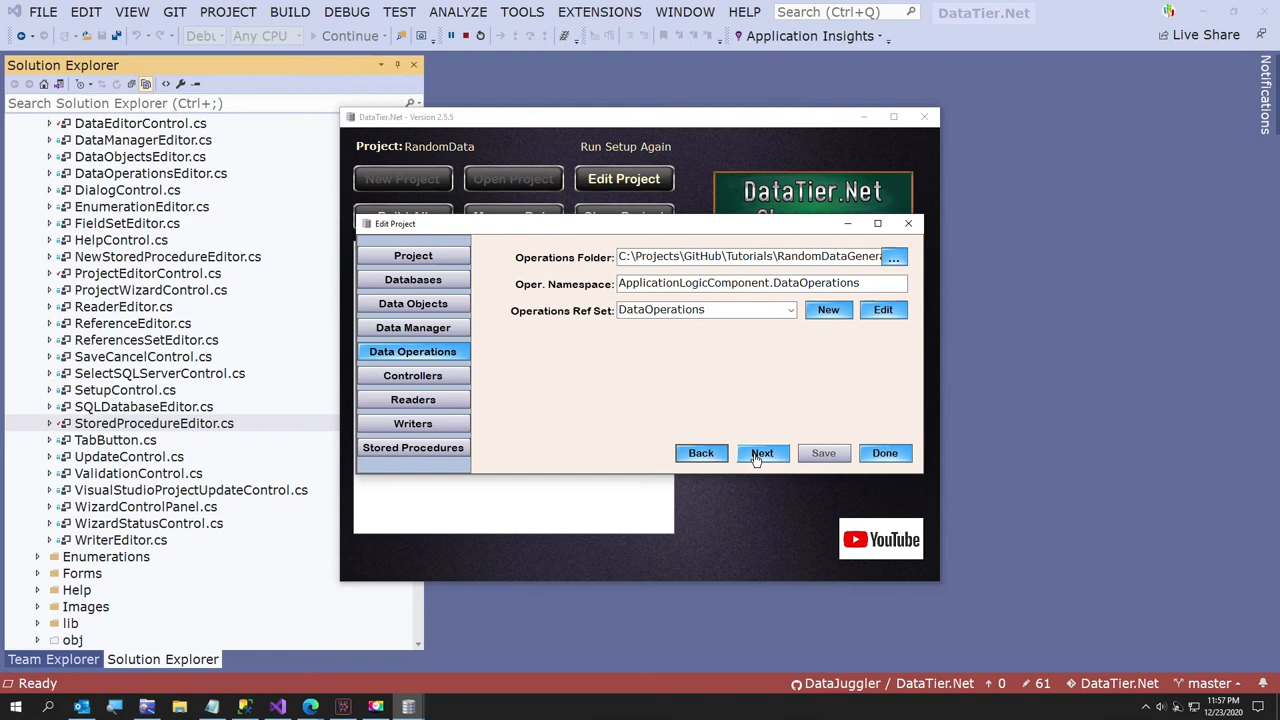 FILE EDIT VIEW GIT PROJECT BUILD DEBUG TEST ANALYZE TOOLS EXTENSIONS WINDOW HELP Search (Ctrl+Q) DataTier.Net
Any CPU Continue Application Insights Live Share
Solution Explorer
Search Solution Explorer (Ctrl+;)
Notifications
DataEditorControl.cs
DataManagerEditor.cs
DataObjectsEditor.cs
DataOperationsEditor.cs
DialogControl.cs
EnumerationEditor.cs
FieldSetEditor.cs
HelpControl.cs
NewStoredProcedureEditor.cs
ProjectEditorControl.cs
ProjectWizardControl.cs
ReaderEditor.cs
ReferenceEditor.cs
ReferencesSetEditor.cs
SaveCancelControl.cs
SelectSQLServerControl.cs
SetupControl.cs
SQLDatabaseEditor.cs
StoredProcedureEditor.cs
TabButton.cs
UpdateControl.cs
ValidationControl.cs
VisualStudioProjectUpdateControl.cs
WizardControlPanel.cs
WizardStatusControl.cs
WriterEditor.cs
Enumerations
Forms
Help
Images
lib
obj
Team Explorer Solution Explorer
DataTier.Net - Version 2.5.5
Project: RandomData Run Setup Again
New Project Open Project Edit Project
DataTier.Net
Edit Project
Project
Databases
Data Objects
Data Manager
Data Operations
Controllers
Readers
Writers
Stored Procedures
Operations Folder: C:\Projects\GitHub\Tutorials\RandomDataGenera ...
Oper. Namespace: ApplicationLogicComponent.DataOperations
Operations Ref Set: DataOperations New Edit
Back Next Save Done
YouTube
Ready DataJuggler / DataTier.Net 0 61 DataTier.Net master
11:57 PM
12/23/2020